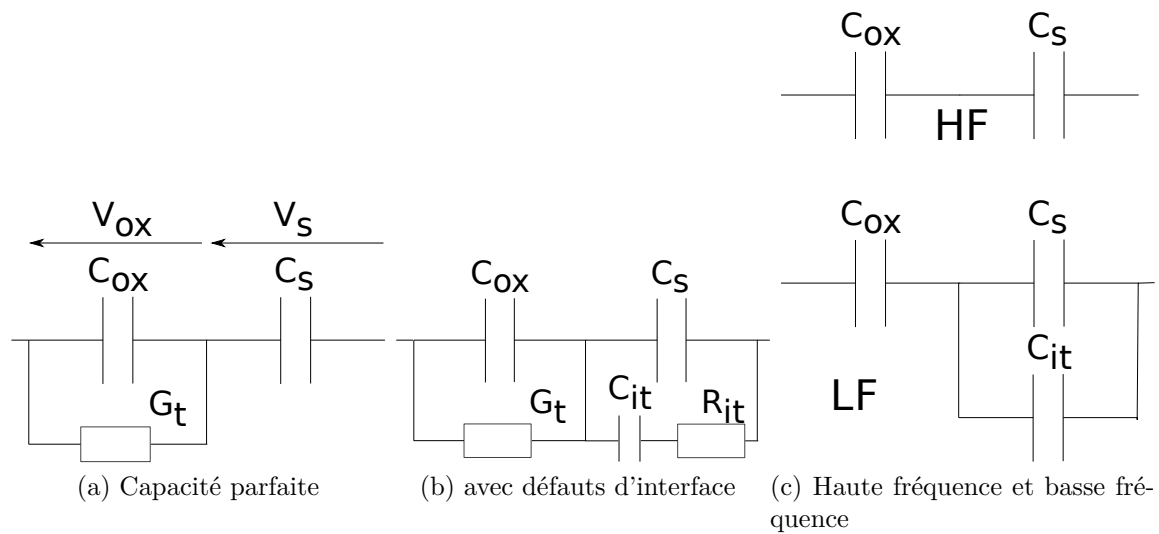 Cox Cs
HF
Vox Vs
Cox Cs
Gt
(a) Capacité parfaite
Cox Cs
Gt Cit Rit
(b) avec défauts d'interface
Cox Cs
Cit
LF
(c) Haute fréquence et basse fré-
quence